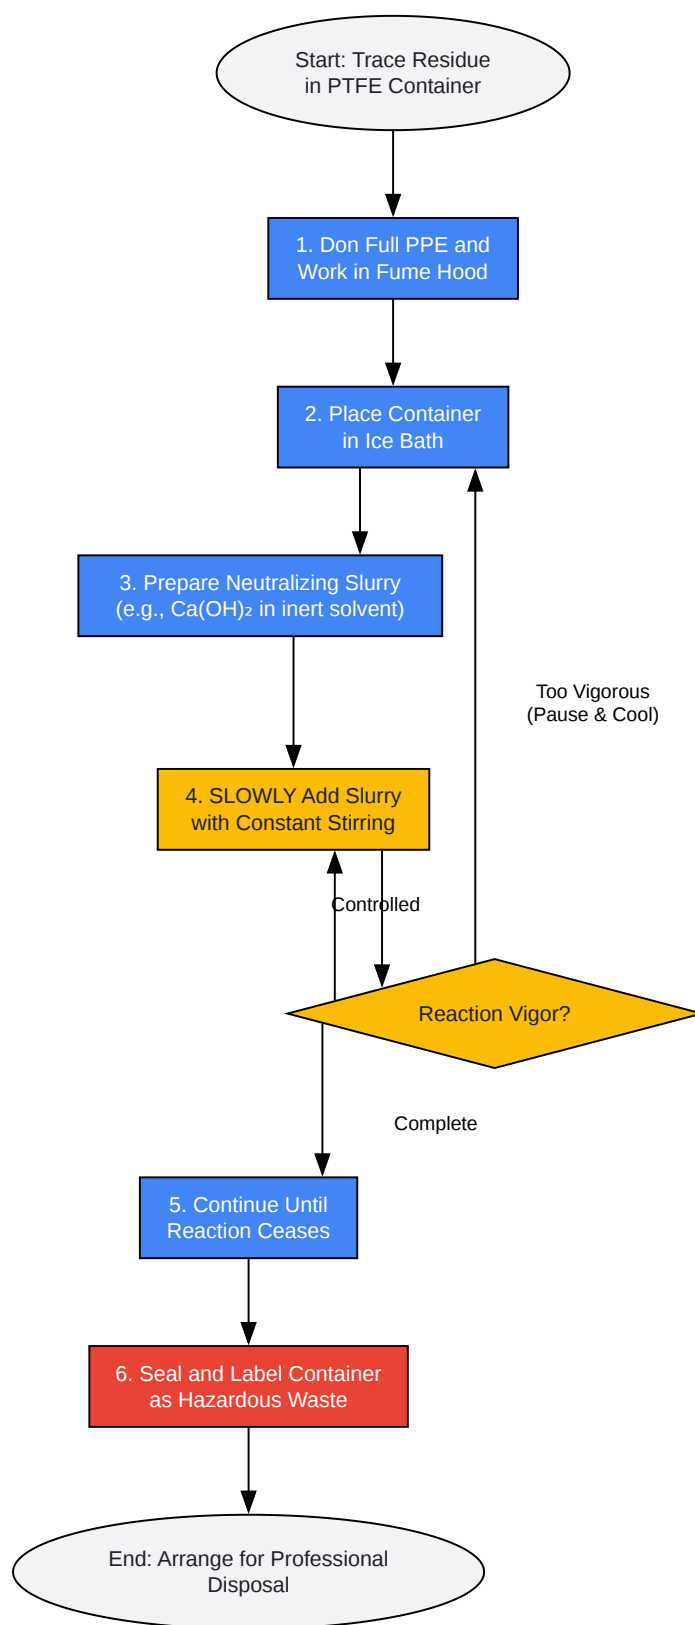 Start: Trace Residue
in PTFE Container
1. Don Full PPE and
Work in Fume Hood
2. Place Container
in Ice Bath
3. Prepare Neutralizing Slurry
(e.g., Ca(OH)₂ in inert solvent)
Too Vigorous
(Pause & Cool)
4. SLOWLY Add Slurry
with Constant Stirring
Controlled
Reaction Vigor?
Complete
5. Continue Until
Reaction Ceases
6. Seal and Label Container
as Hazardous Waste
End: Arrange for Professional
Disposal